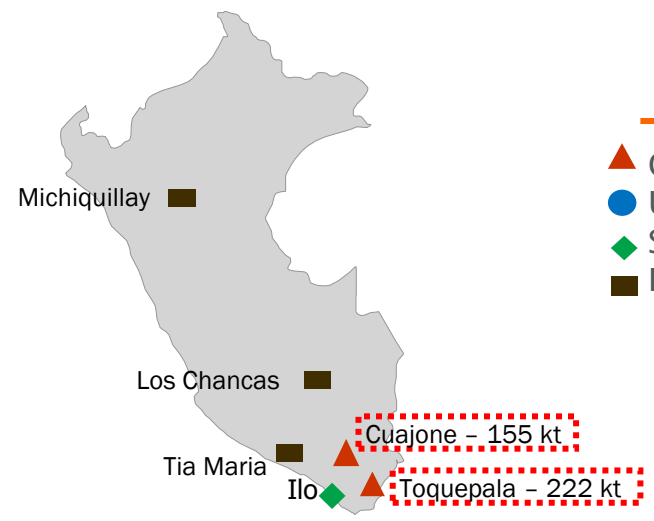 Michiquillay
Los Chancas
Cuajone – 155 kt
Tia Maria
Ilo
Toquepala – 222 kt